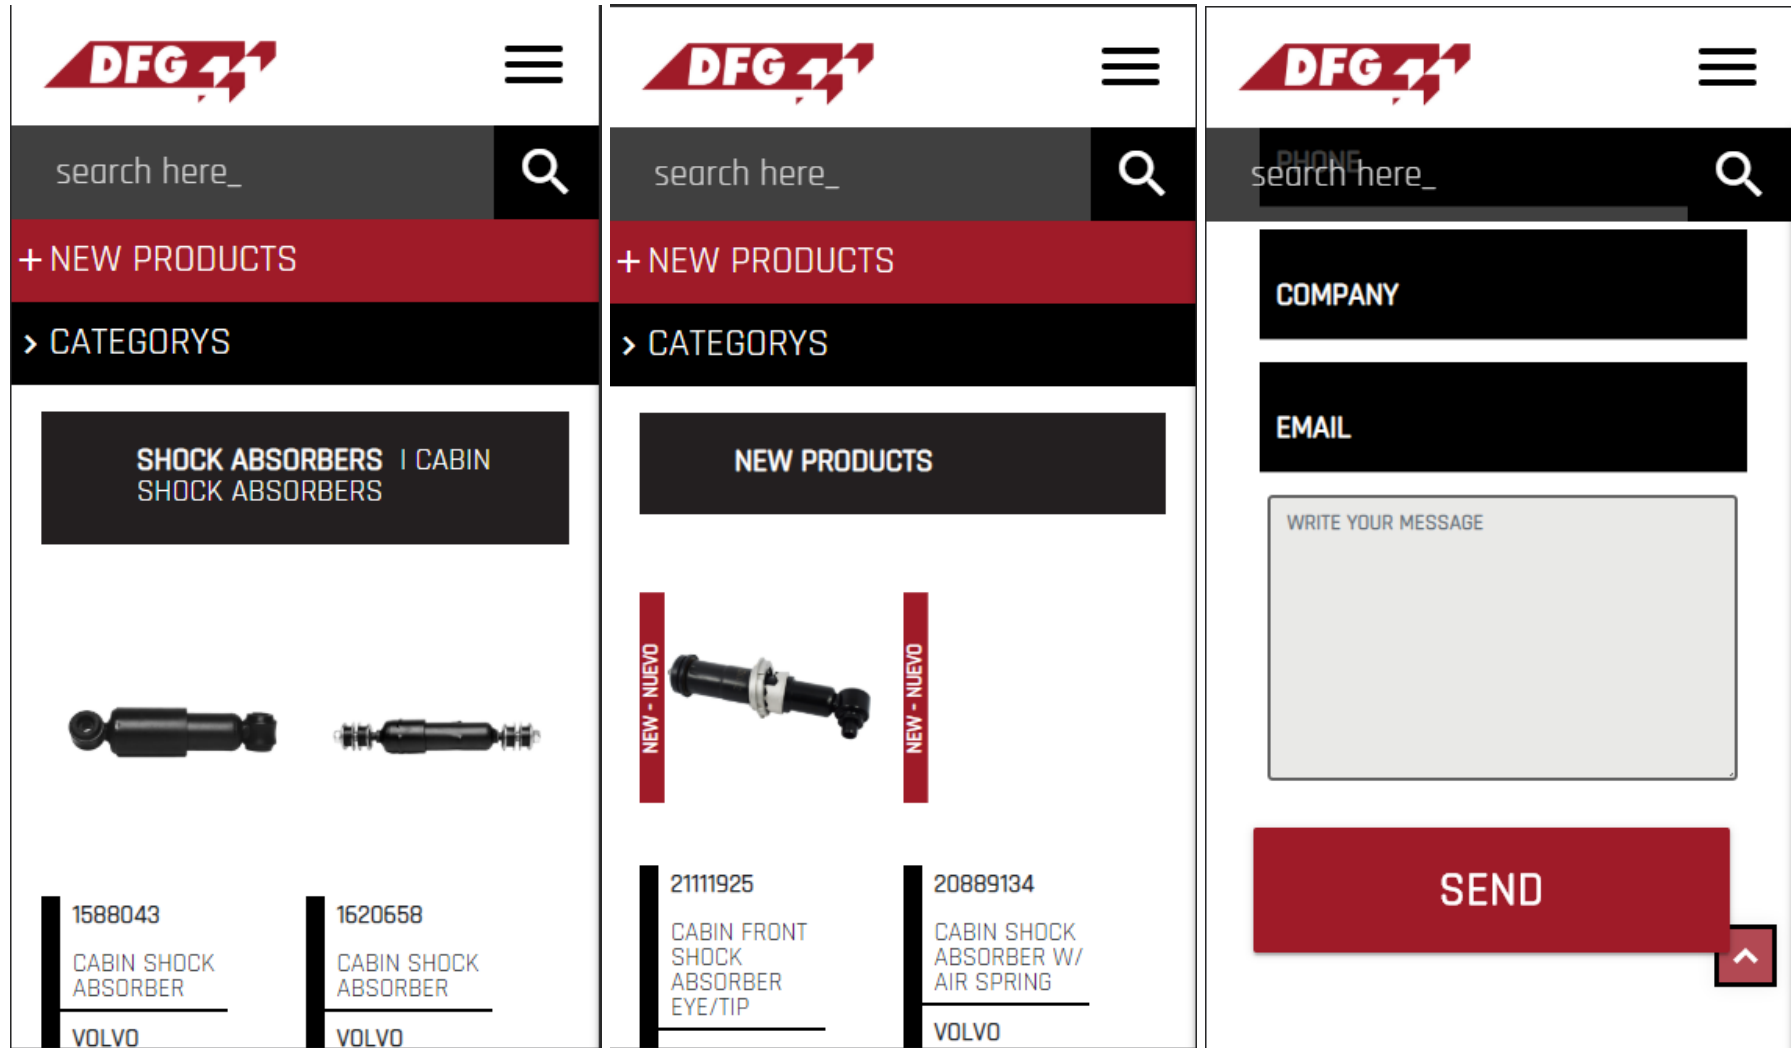 DFG
search here_
+ NEW PRODUCTS
> CATEGORYS
SHOCK ABSORBERS | CABIN
SHOCK ABSORBERS
1588043
CABIN SHOCK
ABSORBER
VOLVO
1620658
CABIN SHOCK
ABSORBER
VOLVO
DFG
search here_
+ NEW PRODUCTS
> CATEGORYS
NEW PRODUCTS
NEW - NUEVO
NEW - NUEVO
21111925
CABIN FRONT
SHOCK
ABSORBER
EYE/TIP
20889134
CABIN SHOCK
ABSORBER W/
AIR SPRING
VOLVO
DFG
PHONE
search here_
COMPANY
EMAIL
WRITE YOUR MESSAGE
SEND